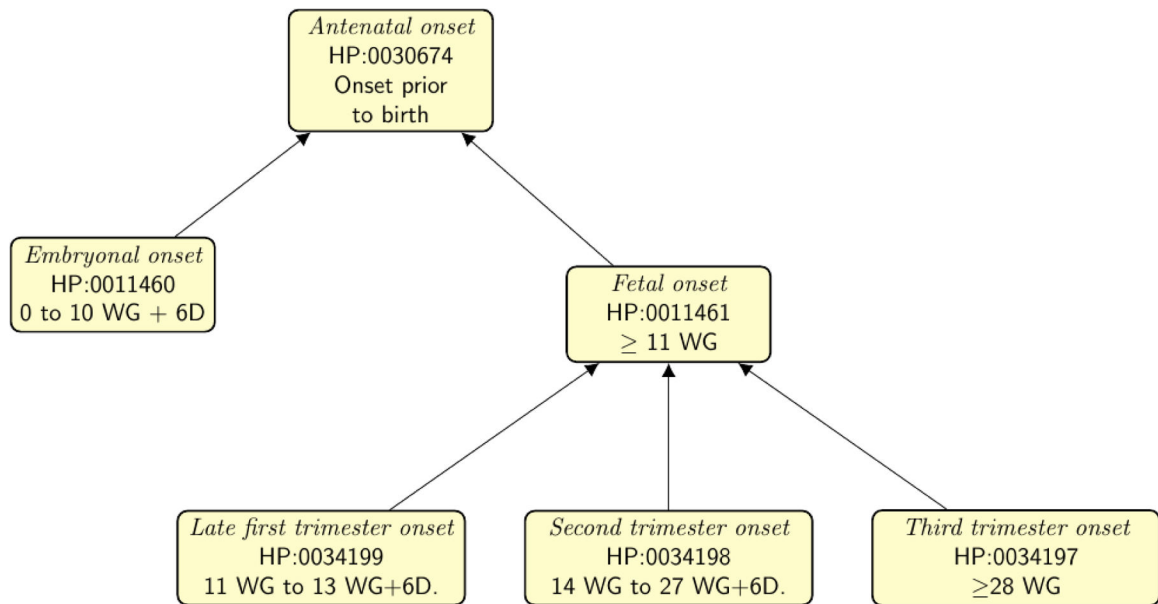 Antenatal onset
HP:0030674
Onset prior
to birth
Embryonal onset
HP:0011460
0 to 10 WG + 6D
Fetal onset
HP:0011461
≥ 11 WG
Late first trimester onset
HP:0034199
11 WG to 13 WG+6D.
Second trimester onset
HP:0034198
14 WG to 27 WG+6D.
Third trimester onset
HP:0034197
≥28 WG